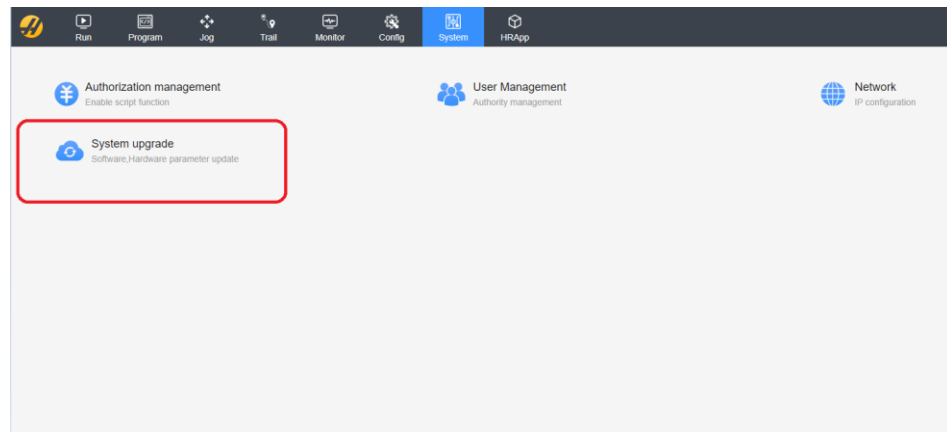 Run Program Jog Trail Monitor Config System HRApp
Authorization management
Enable script function
User Management
Authority management
Network
IP configuration
System upgrade
Software,Hardware parameter update